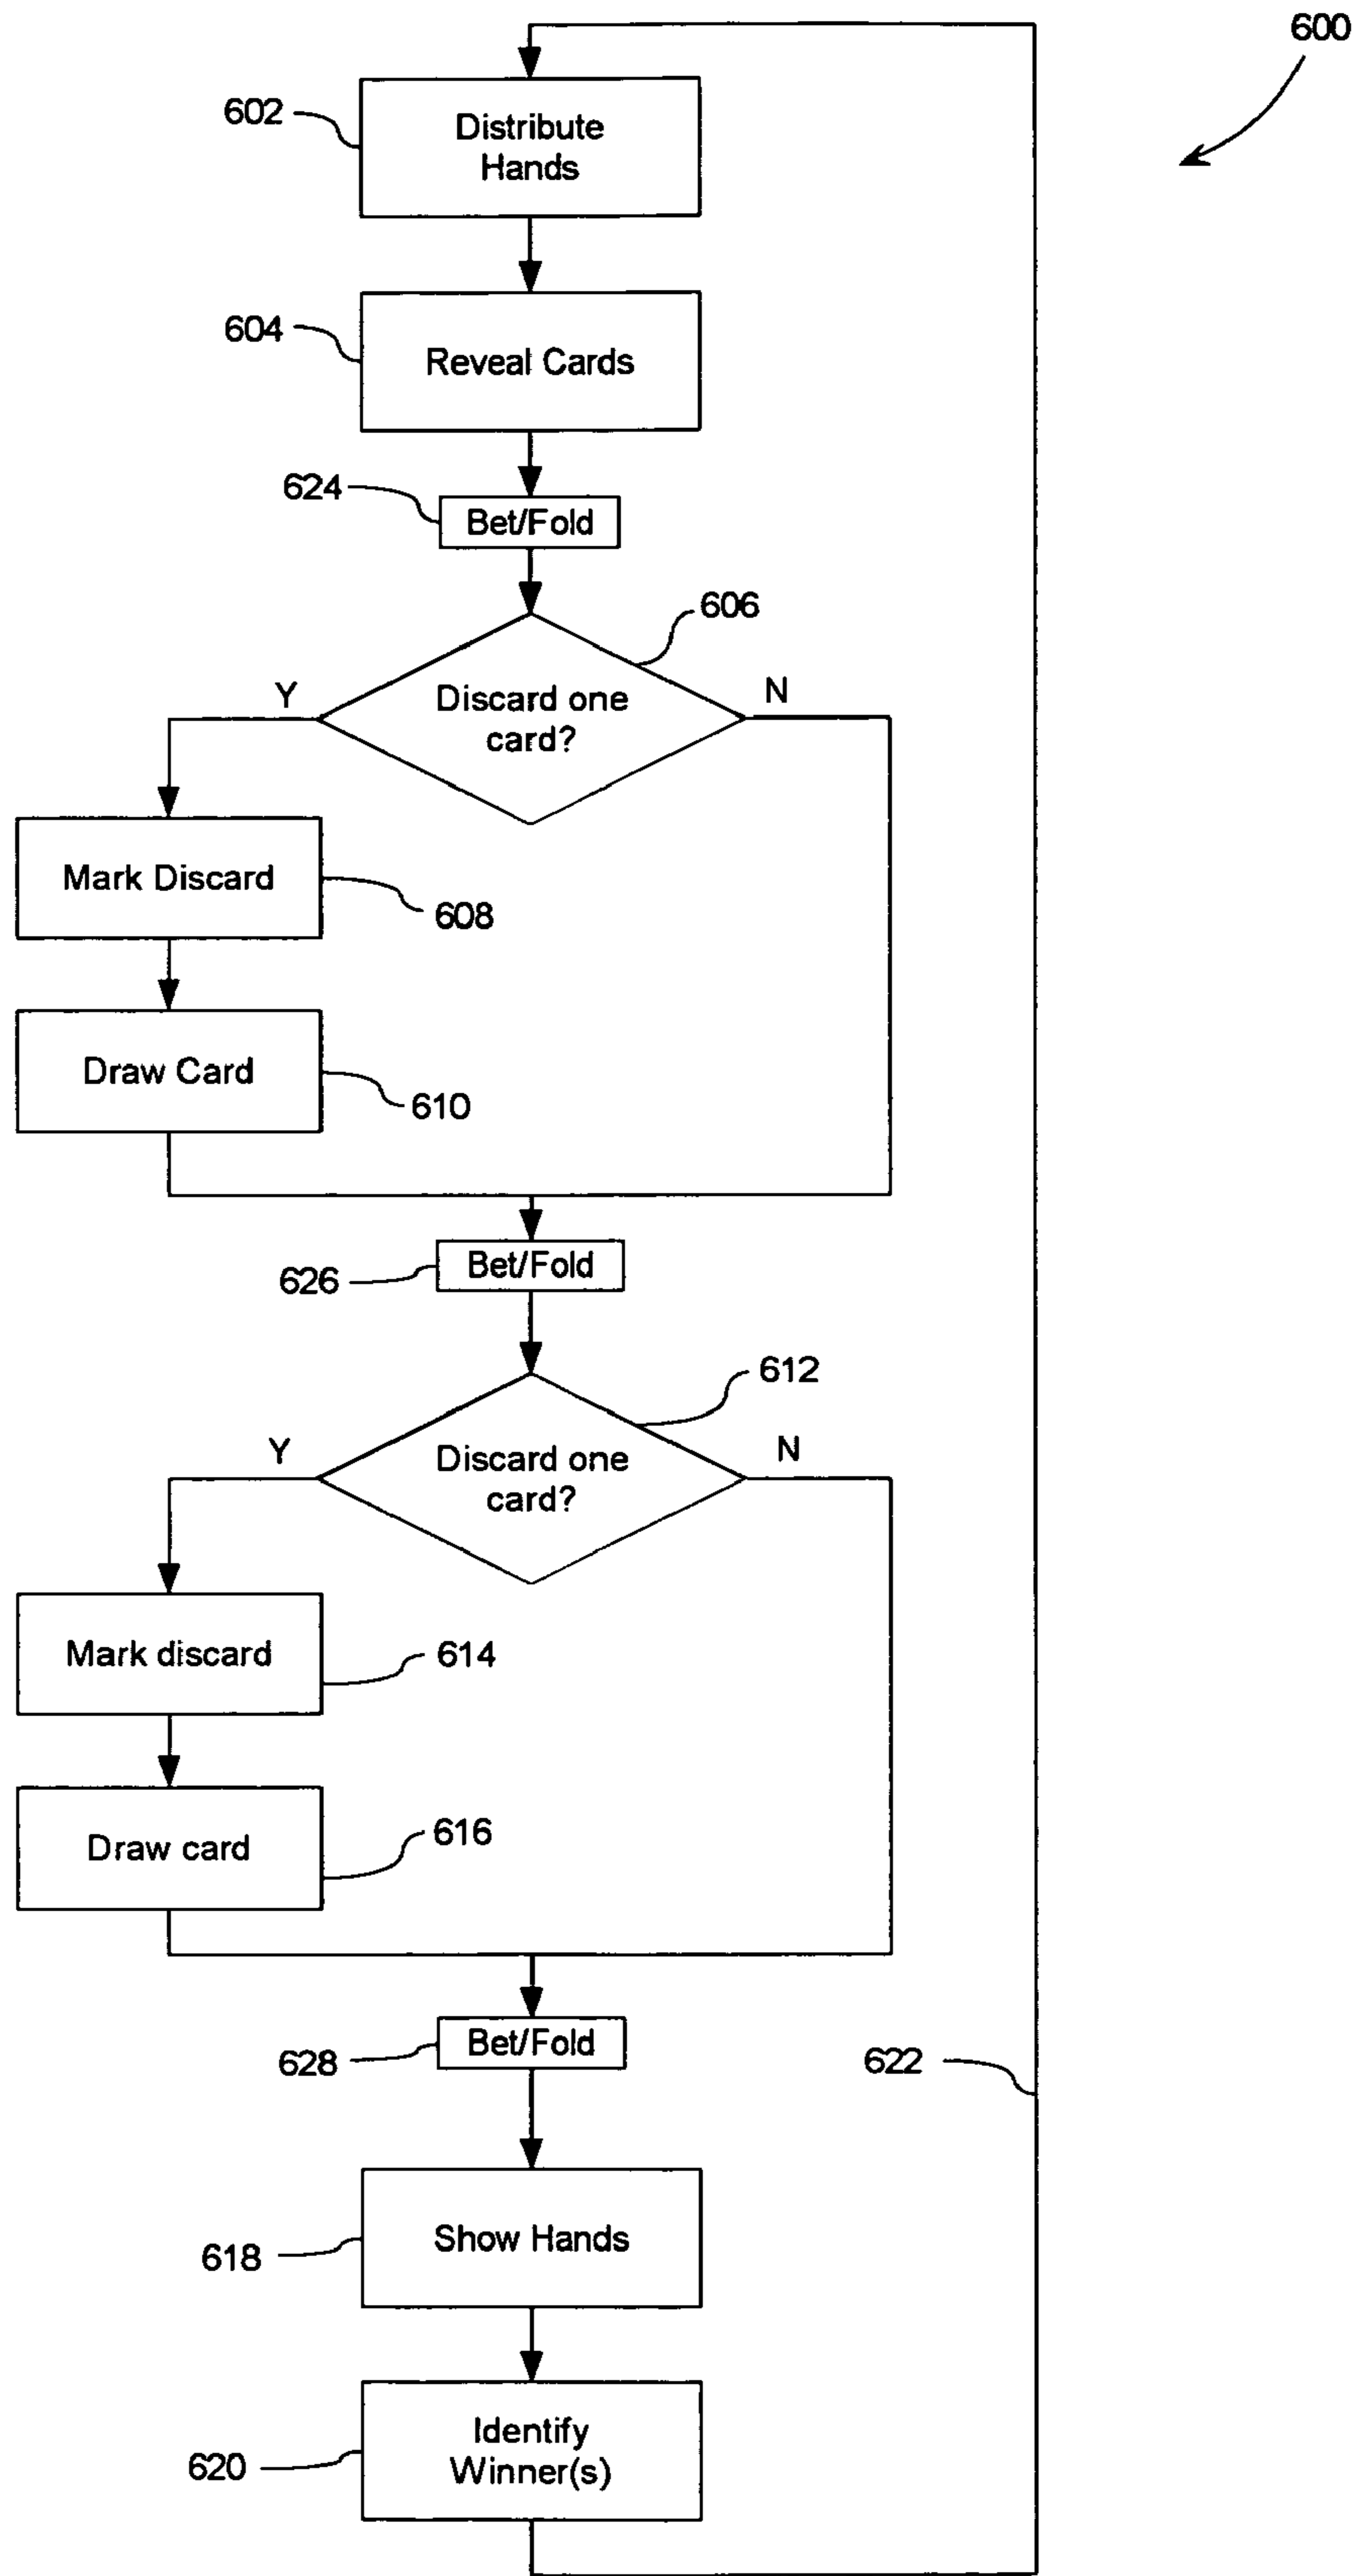 600
602
Distribute
Hands
604
Reveal Cards
624
Bet/Fold
606
Y
Discard one
card?
N
Mark Discard
608
Draw Card
610
626
Bet/Fold
612
Y
Discard one
card?
N
Mark discard
614
Draw card
616
628
Bet/Fold
622
618
Show Hands
620
Identify
Winner(s)